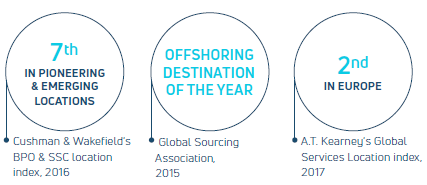 7th
IN PIONEERING
& EMERGING
LOCATIONS
Cushman & Wakefield's
BPO & SSC location
index, 2016
OFFSHORING
DESTINATION
OF THE YEAR
Global Sourcing
Association,
2015
2nd
IN EUROPE
A.T. Kearney's Global
Services Location index,
2017